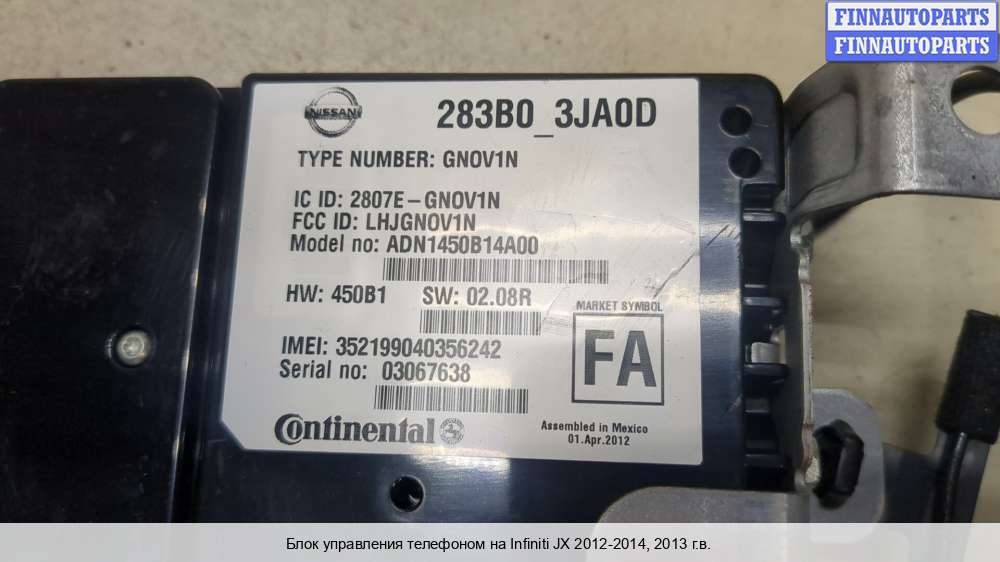 FINNAUTOPARTS
FINNAUTOPARTS
NISSAN
283B0_3JA0D
TYPE NUMBER: GNOV1N
IC ID: 2807E-GNOV1N
FCC ID: LHJGNOV1N
Model no: ADN1450B14A00
HW: 450B1 SW: 02.08R
MARKET SYMBOL
FA
IMEI: 352199040356242
Serial no: 03067638
Continental
Assembled in Mexico
01.Apr.2012
Блок управления телефоном на Infiniti JX 2012-2014, 2013 г.в.